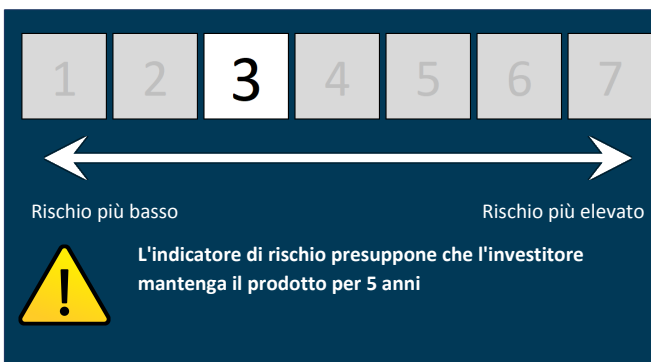 1 2 3 4 5 6 7
Rischio più basso Rischio più elevato
L'indicatore di rischio presuppone che l'investitore
mantenga il prodotto per 5 anni